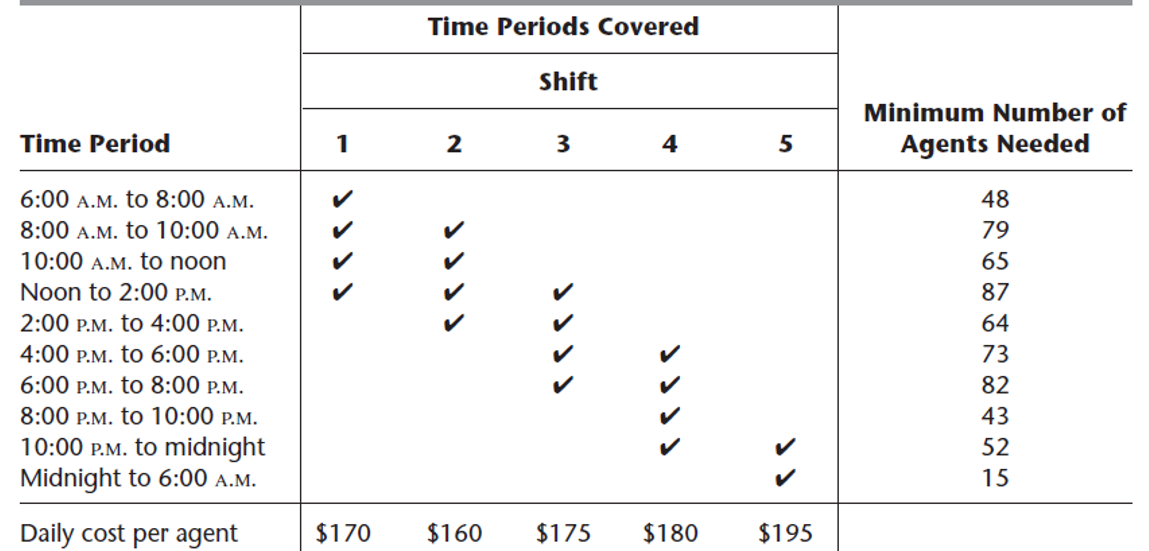 Time Periods Covered
Shift
Minimum Number of
Time Period 1 2 3 4 5 Agents Needed
6:00 A.M. to 8:00 A.M. ✔ 48
8:00 A.M. to 10:00 A.M. ✔ ✔ 79
10:00 A.M. to noon ✔ ✔ 65
Noon to 2:00 P.M. ✔ ✔ ✔ 87
2:00 P.M. to 4:00 P.M. ✔ ✔ 64
4:00 P.M. to 6:00 P.M. ✔ ✔ 73
6:00 P.M. to 8:00 P.M. ✔ ✔ 82
8:00 P.M. to 10:00 P.M. ✔ 43
10:00 P.M. to midnight ✔ ✔ 52
Midnight to 6:00 A.M. ✔ 15
Daily cost per agent $170 $160 $175 $180 $195